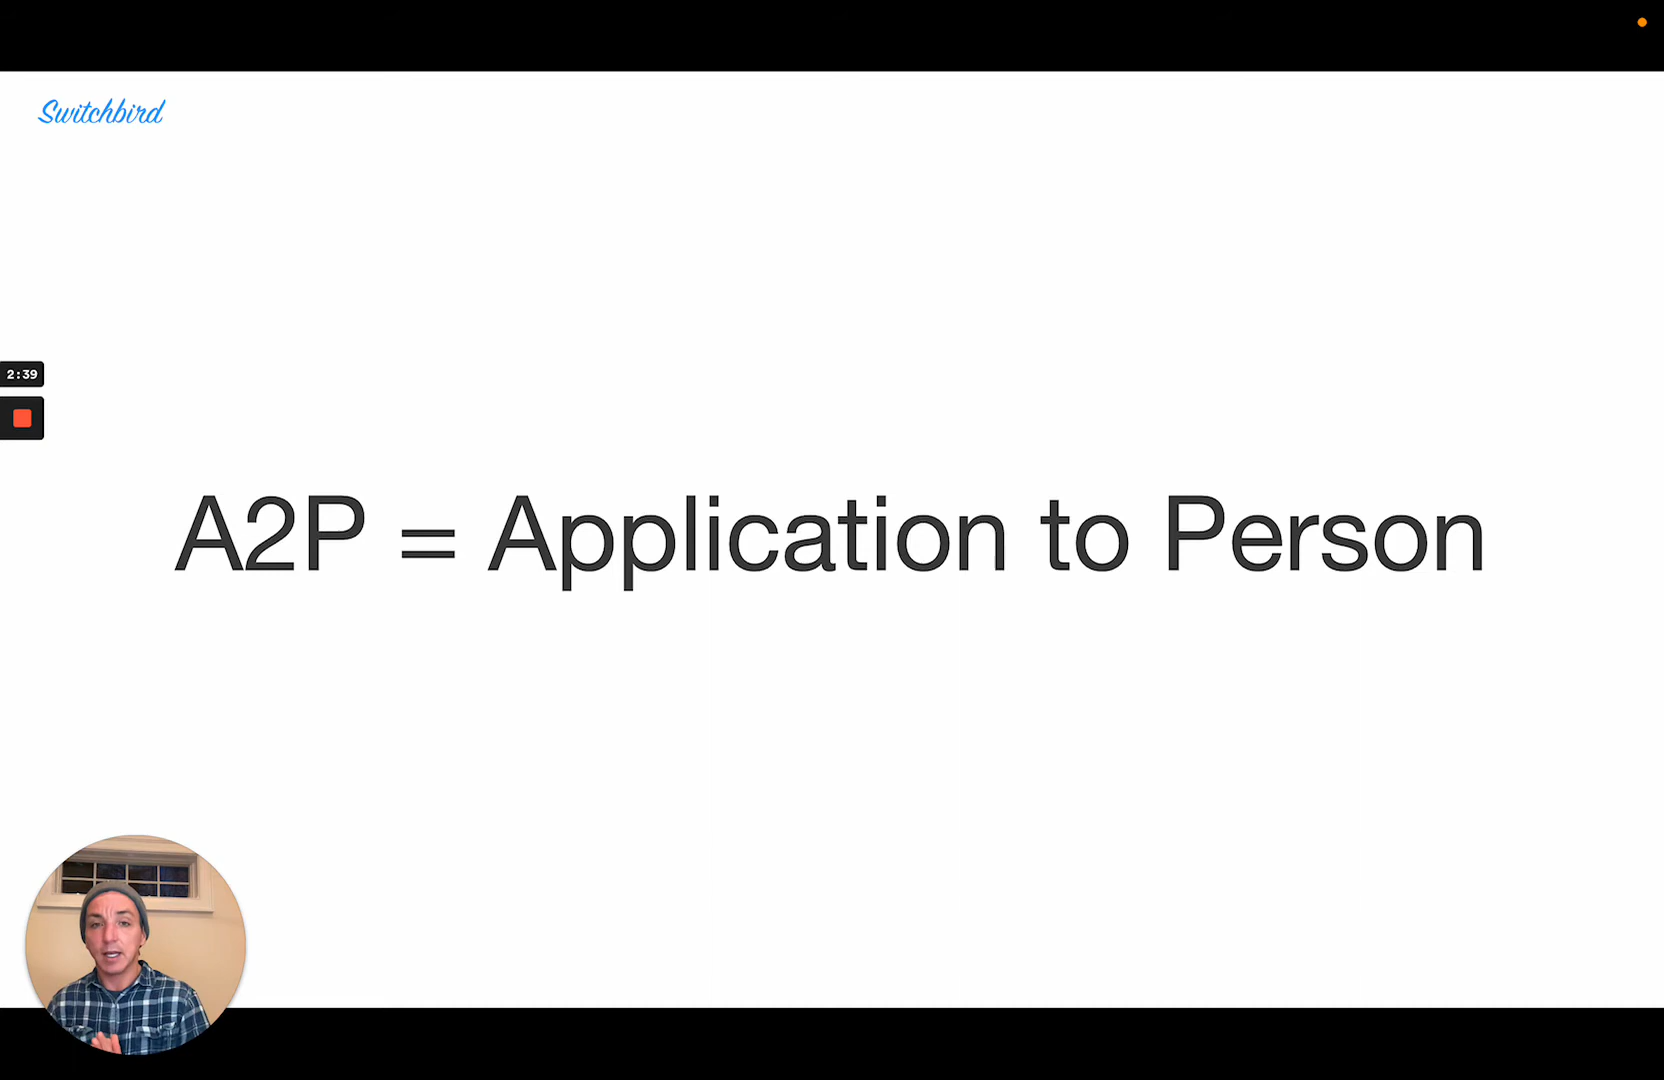 Switchbird
2:39
A2P = Application to Person